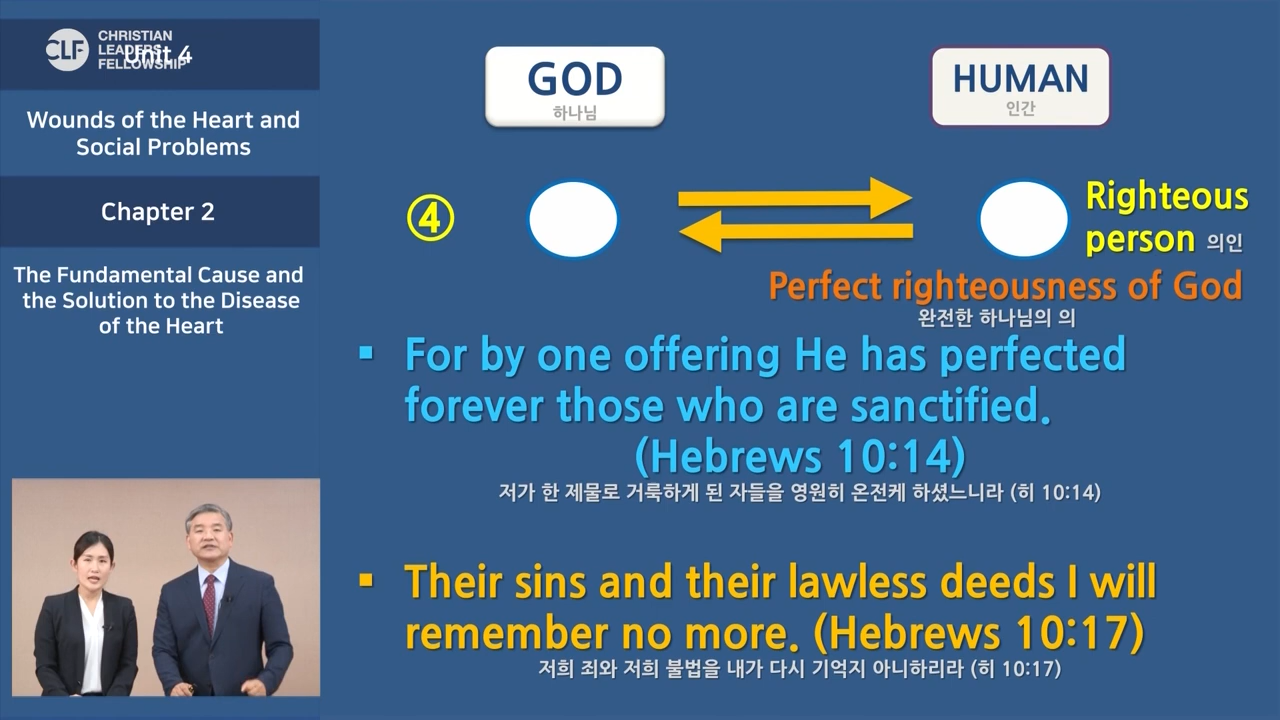 CLF
CHRISTIAN
LEADERS
FELLOWSHIP
Unit 4
Wounds of the Heart and
Social Problems
Chapter 2
The Fundamental Cause and
the Solution to the Disease
of the Heart
GOD
하나님
HUMAN
인간
④
Righteous
person 의인
Perfect righteousness of God
완전한 하나님의 의
▪ For by one offering He has perfected
forever those who are sanctified.
(Hebrews 10:14)
저가 한 제물로 거룩하게 된 자들을 영원히 온전케 하셨느니라 (히 10:14)
▪ Their sins and their lawless deeds I will
remember no more. (Hebrews 10:17)
저희 죄와 저희 불법을 내가 다시 기억지 아니하리라 (히 10:17)